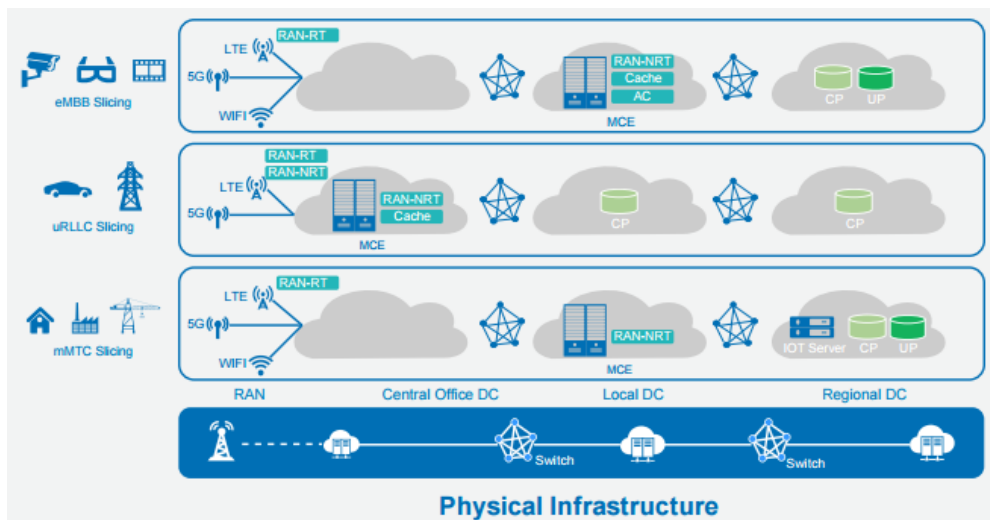 LTE
RAN-RT
5G
WIFI
RAN-NRT
Cache
AC
MCE
CP
UP
eMBB Slicing
RAN-RT
RAN-NRT
LTE
5G
RAN-NRT
Cache
MCE
CP
CP
uRLLC Slicing
RAN-RT
LTE
5G
WIFI
RAN-NRT
MCE
IOT Server
CP
UP
mMTC Slicing
RAN
Central Office DC
Local DC
Regional DC
Switch
Switch
Physical Infrastructure